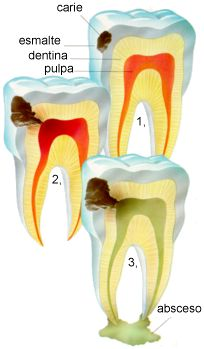 carie
esmalte
dentina
pulpa
1,
2,
3,
absceso